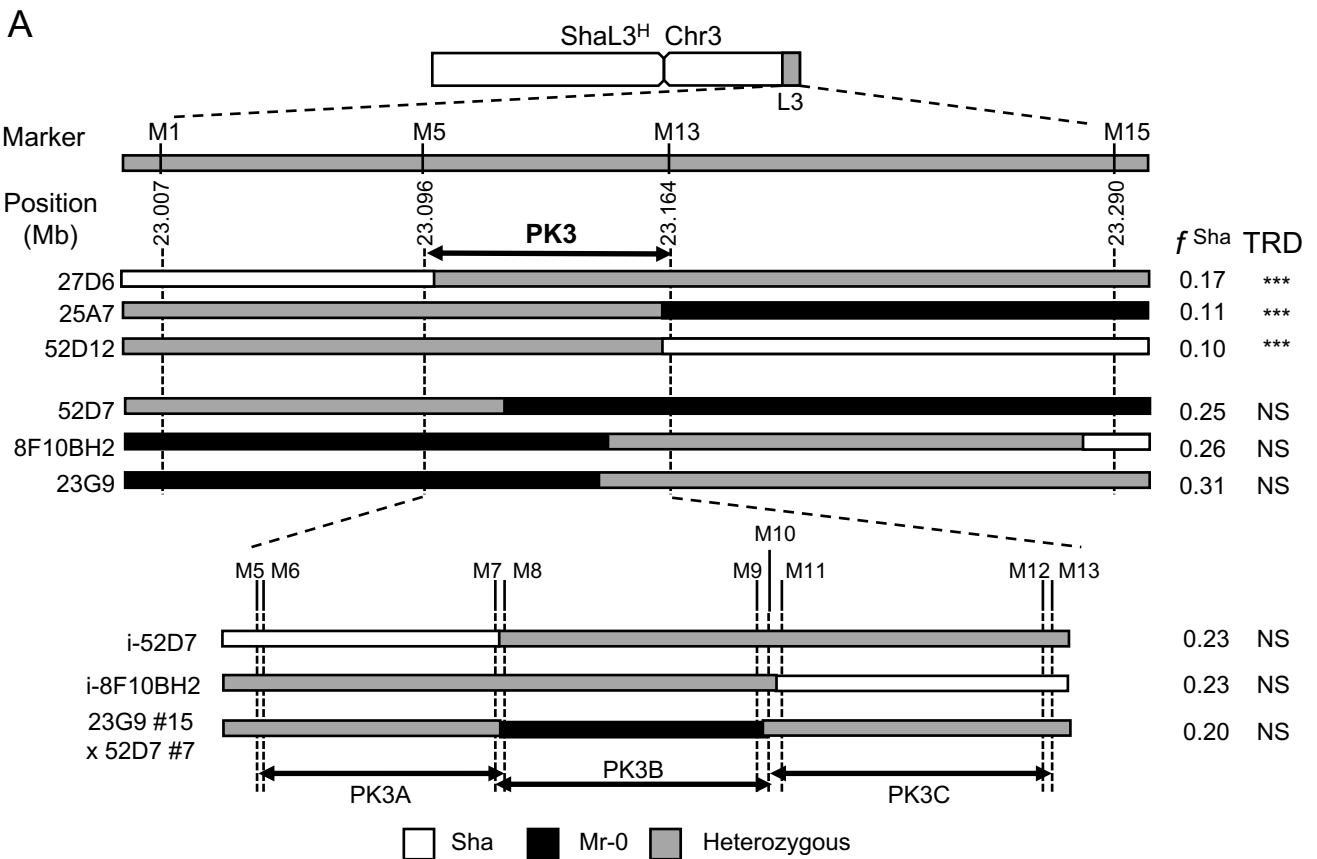 A
ShaL3H Chr3
L3
Marker M1 M5 M13 M15
Position (Mb) 23.007 23.096 23.164 23.290
PK3
f Sha TRD
27D6 0.17 ***
25A7 0.11 ***
52D12 0.10 ***
52D7 0.25 NS
8F10BH2 0.26 NS
23G9 0.31 NS
M10
M5 M6 M7 M8 M9 M11 M12 M13
i-52D7 0.23 NS
i-8F10BH2 0.23 NS
23G9 #15
x 52D7 #7 0.20 NS
PK3A PK3B PK3C
Sha Mr-0 Heterozygous